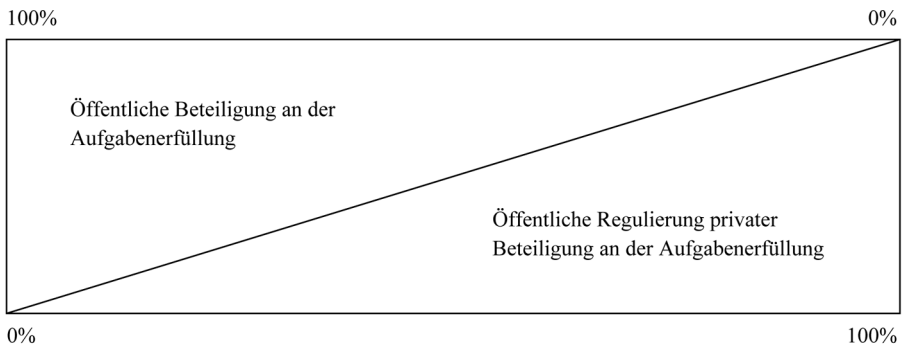 100%
0%
Öffentliche Beteiligung an der
Aufgabenerfüllung
Öffentliche Regulierung privater
Beteiligung an der Aufgabenerfüllung
0%
100%